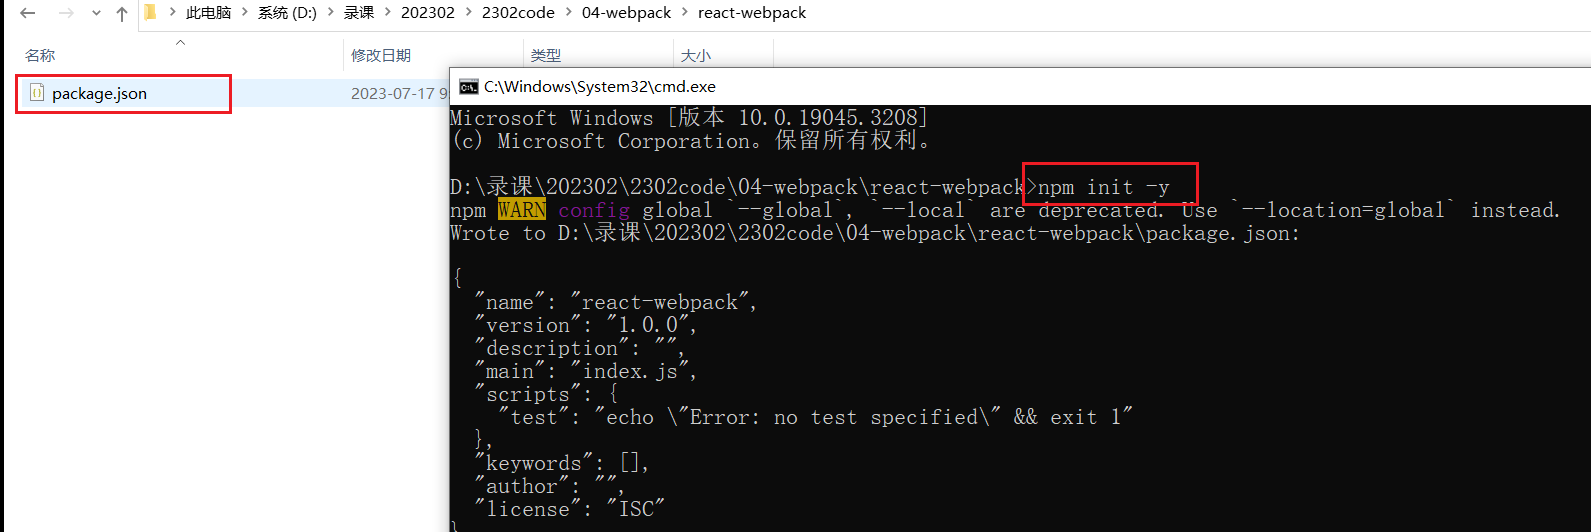 此电脑 > 系统 (D:) > 录课 > 202302 > 2302code > 04-webpack > react-webpack
名称 修改日期 类型 大小
package.json 2023-07-17 9
C:\Windows\System32\cmd.exe
Microsoft Windows [版本 10.0.19045.3208]
(c) Microsoft Corporation。保留所有权利。
D:\录课\202302\2302code\04-webpack\react-webpack>npm init -y
npm WARN config global `--global`, `--local` are deprecated. Use `--location=global` instead.
Wrote to D:\录课\202302\2302code\04-webpack\react-webpack\package.json:
{
"name": "react-webpack",
"version": "1.0.0",
"description": "",
"main": "index.js",
"scripts": {
"test": "echo \"Error: no test specified\" && exit 1"
},
"keywords": [],
"author": "",
"license": "ISC"
}